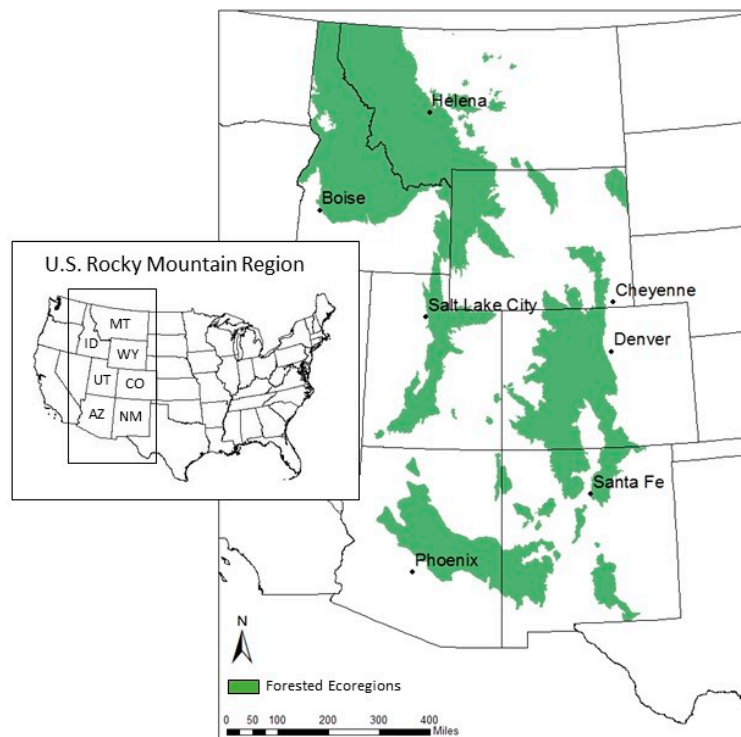 Helena
Boise
U.S. Rocky Mountain Region
MT
ID
WY
UT
CO
AZ
NM
Salt Lake City
Cheyenne
Denver
Santa Fe
Phoenix
N
Forested Ecoregions
0 25 50 100 200 300 400
Miles